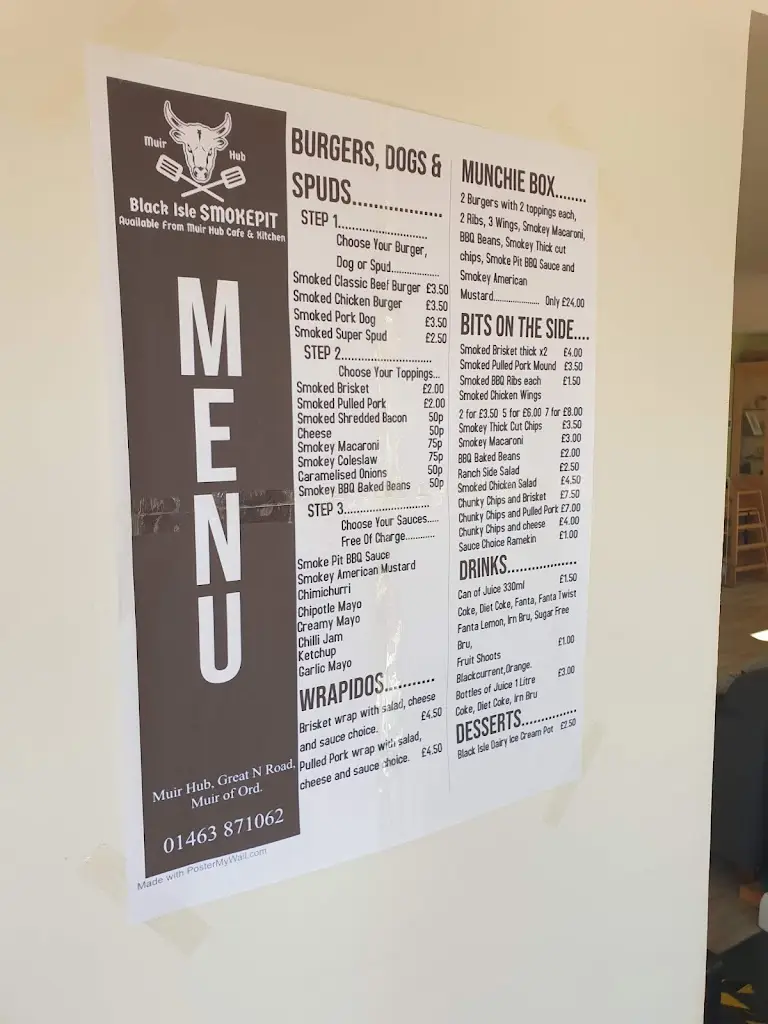 Muir Hub
Black Isle SMOKEPIT
Available From Muir Hub Cafe & Kitchen
MENU
Muir Hub, Great N Road,
Muir of Ord.
01463 871062
Made with PosterMyWall.com
BURGERS, DOGS &
SPUDS..................
STEP 1..........................
Choose Your Burger,
Dog or Spud..................
Smoked Classic Beef Burger £3.50
Smoked Chicken Burger £3.50
Smoked Pork Dog £3.50
Smoked Super Spud £2.50
STEP 2..........................
Choose Your Toppings...
Smoked Brisket £2.00
Smoked Pulled Pork £2.00
Smoked Shredded Bacon 50p
Cheese 50p
Smokey Macaroni 75p
Smokey Coleslaw 75p
Caramelised Onions 50p
Smokey BBQ Baked Beans 50p
STEP 3........................
Choose Your Sauces.....
Free Of Charge............
Smoke Pit BBQ Sauce
Smokey American Mustard
Chimichurri
Chipotle Mayo
Creamy Mayo
Chilli Jam
Ketchup
Garlic Mayo
WRAPIDOS..........
Brisket wrap with salad, cheese
and sauce choice. £4.50
Pulled Pork wrap with salad,
cheese and sauce choice. £4.50
MUNCHIE BOX........
2 Burgers with 2 toppings each,
2 Ribs, 3 Wings, Smokey Macaroni,
BBQ Beans, Smokey Thick cut
chips, Smoke Pit BBQ Sauce and
Smokey American
Mustard.................. Only £24.00
BITS ON THE SIDE....
Smoked Brisket thick x2 £4.00
Smoked Pulled Pork Mound £3.50
Smoked BBQ Ribs each £1.50
Smoked Chicken Wings
2 for £3.50 5 for £6.00 7 for £8.00
Smokey Thick Cut Chips £3.50
Smokey Macaroni £3.00
BBQ Baked Beans £2.00
Ranch Side Salad £2.50
Smoked Chicken Salad £4.50
Chunky Chips and Brisket £7.50
Chunky Chips and Pulled Pork £7.00
Chunky Chips and cheese £4.00
Sauce Choice Ramekin £1.00
DRINKS.................
Can of Juice 330ml £1.50
Coke, Diet Coke, Fanta, Fanta Twist
Fanta Lemon, Irn Bru, Sugar Free
Bru,
Fruit Shoots £1.00
Blackcurrent,Orange.
Bottles of Juice 1 Litre £3.00
Coke, Diet Coke, Irn Bru
DESSERTS..............
Black Isle Dairy Ice Cream Pot £2.50